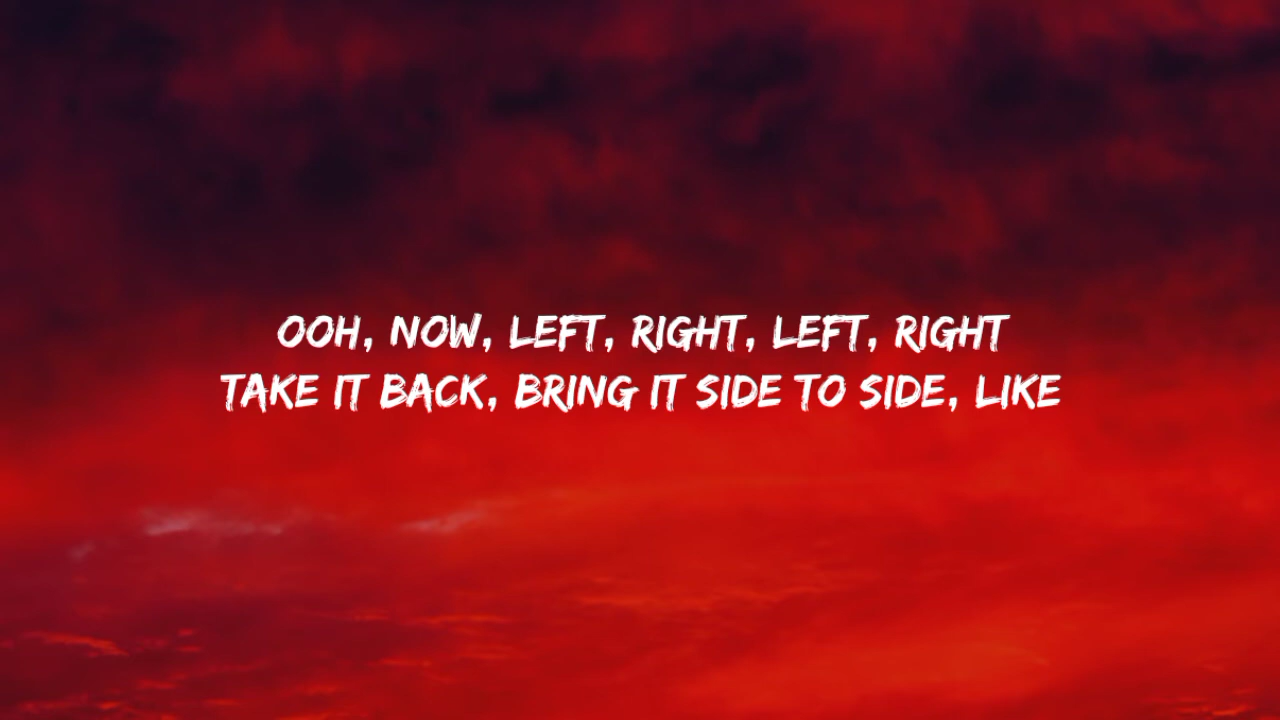 OOH, NOW, LEFT, RIGHT, LEFT, RIGHT
TAKE IT BACK, BRING IT SIDE TO SIDE, LIKE